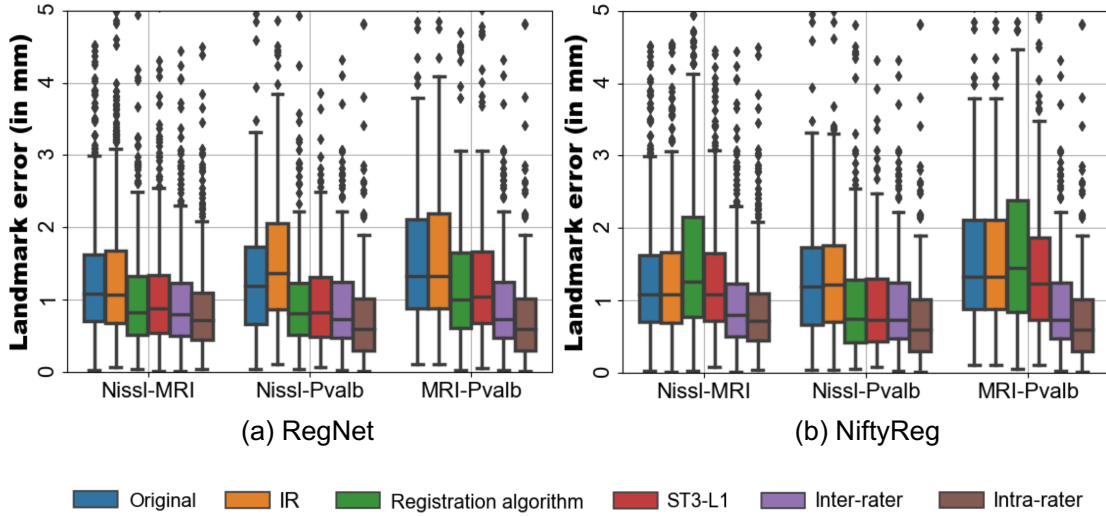 Landmark error (in mm)
5
4
3
2
1
0
Nissl-MRI Nissl-Pvalb MRI-Pvalb
(a) RegNet
Landmark error (in mm)
5
4
3
2
1
0
Nissl-MRI Nissl-Pvalb MRI-Pvalb
(b) NiftyReg
Original IR Registration algorithm ST3-L1 Inter-rater Intra-rater